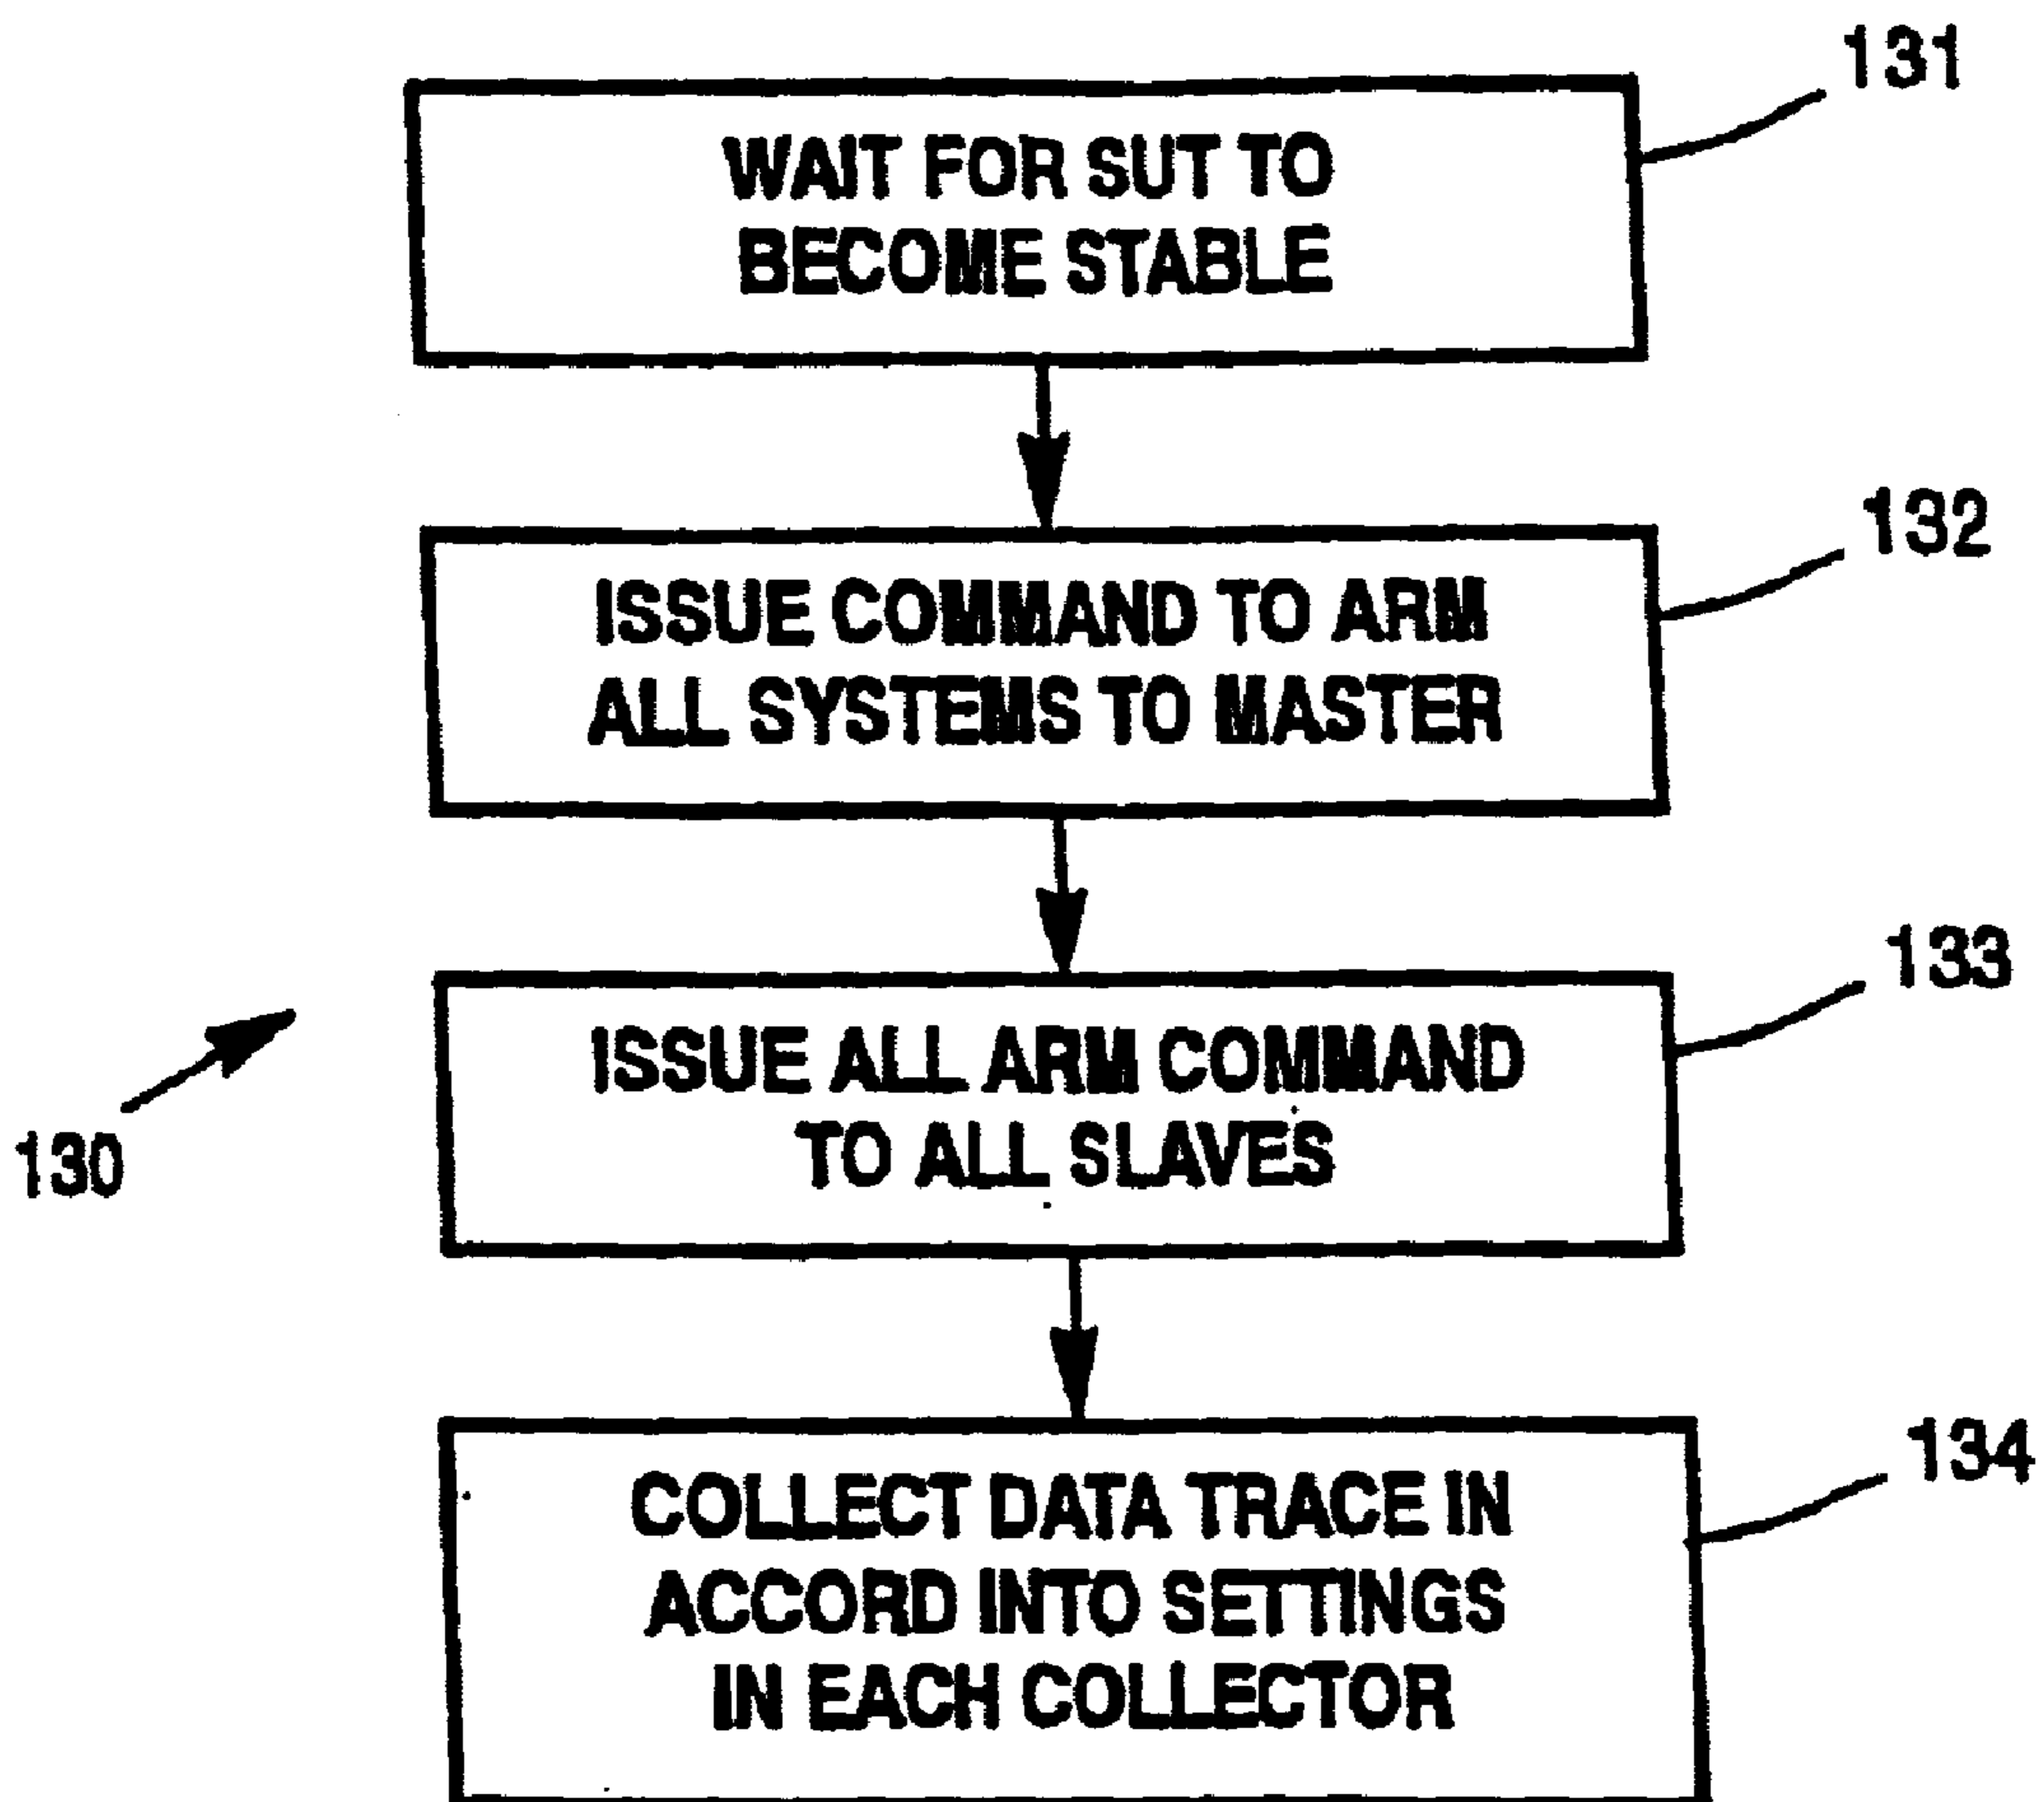 131
WAIT FOR SUT TO
BECOME STABLE
132
ISSUE COMMAND TO ARM
ALL SYSTEMS TO MASTER
133
ISSUE ALL ARM COMMAND
TO ALL SLAVES
130
134
COLLECT DATA TRACE IN
ACCORD INTO SETTINGS
IN EACH COLLECTOR